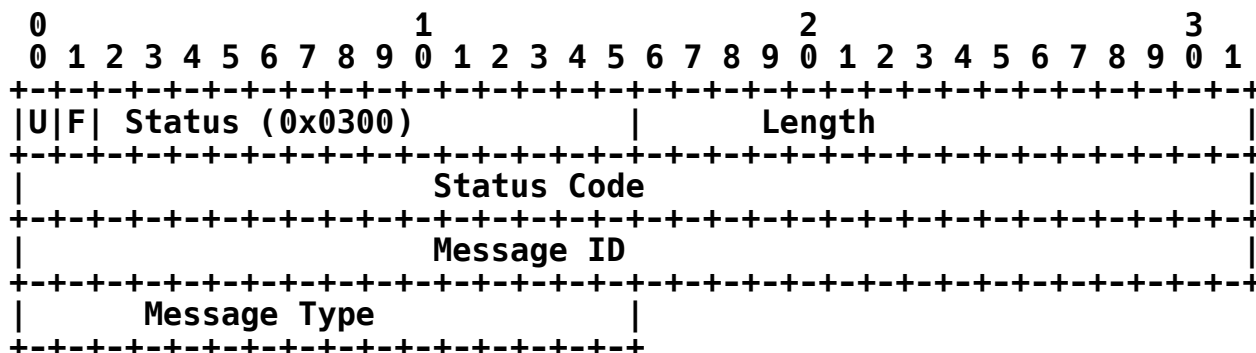 0                   1                   2                   3
 0 1 2 3 4 5 6 7 8 9 0 1 2 3 4 5 6 7 8 9 0 1 2 3 4 5 6 7 8 9 0 1
+-+-+-+-+-+-+-+-+-+-+-+-+-+-+-+-+-+-+-+-+-+-+-+-+-+-+-+-+-+-+-+-+
|U|F| Status (0x0300)           |      Length                   |
+-+-+-+-+-+-+-+-+-+-+-+-+-+-+-+-+-+-+-+-+-+-+-+-+-+-+-+-+-+-+-+-+
|                     Status Code                               |
+-+-+-+-+-+-+-+-+-+-+-+-+-+-+-+-+-+-+-+-+-+-+-+-+-+-+-+-+-+-+-+-+
|                     Message ID                                |
+-+-+-+-+-+-+-+-+-+-+-+-+-+-+-+-+-+-+-+-+-+-+-+-+-+-+-+-+-+-+-+-+
|      Message Type             |
+-+-+-+-+-+-+-+-+-+-+-+-+-+-+-+-+